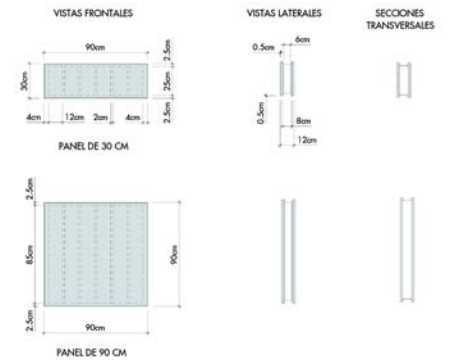 VISTAS FRONTALES
VISTAS LATERALES
SECCIONES
TRANSVERSALES
90cm
2.5cm
30cm
25cm
2.5cm
4cm
12cm
2cm
4cm
0.5cm
6cm
0.5cm
8cm
12cm
PANEL DE 30 CM
2.5cm
85cm
2.5cm
90cm
90cm
PANEL DE 90 CM